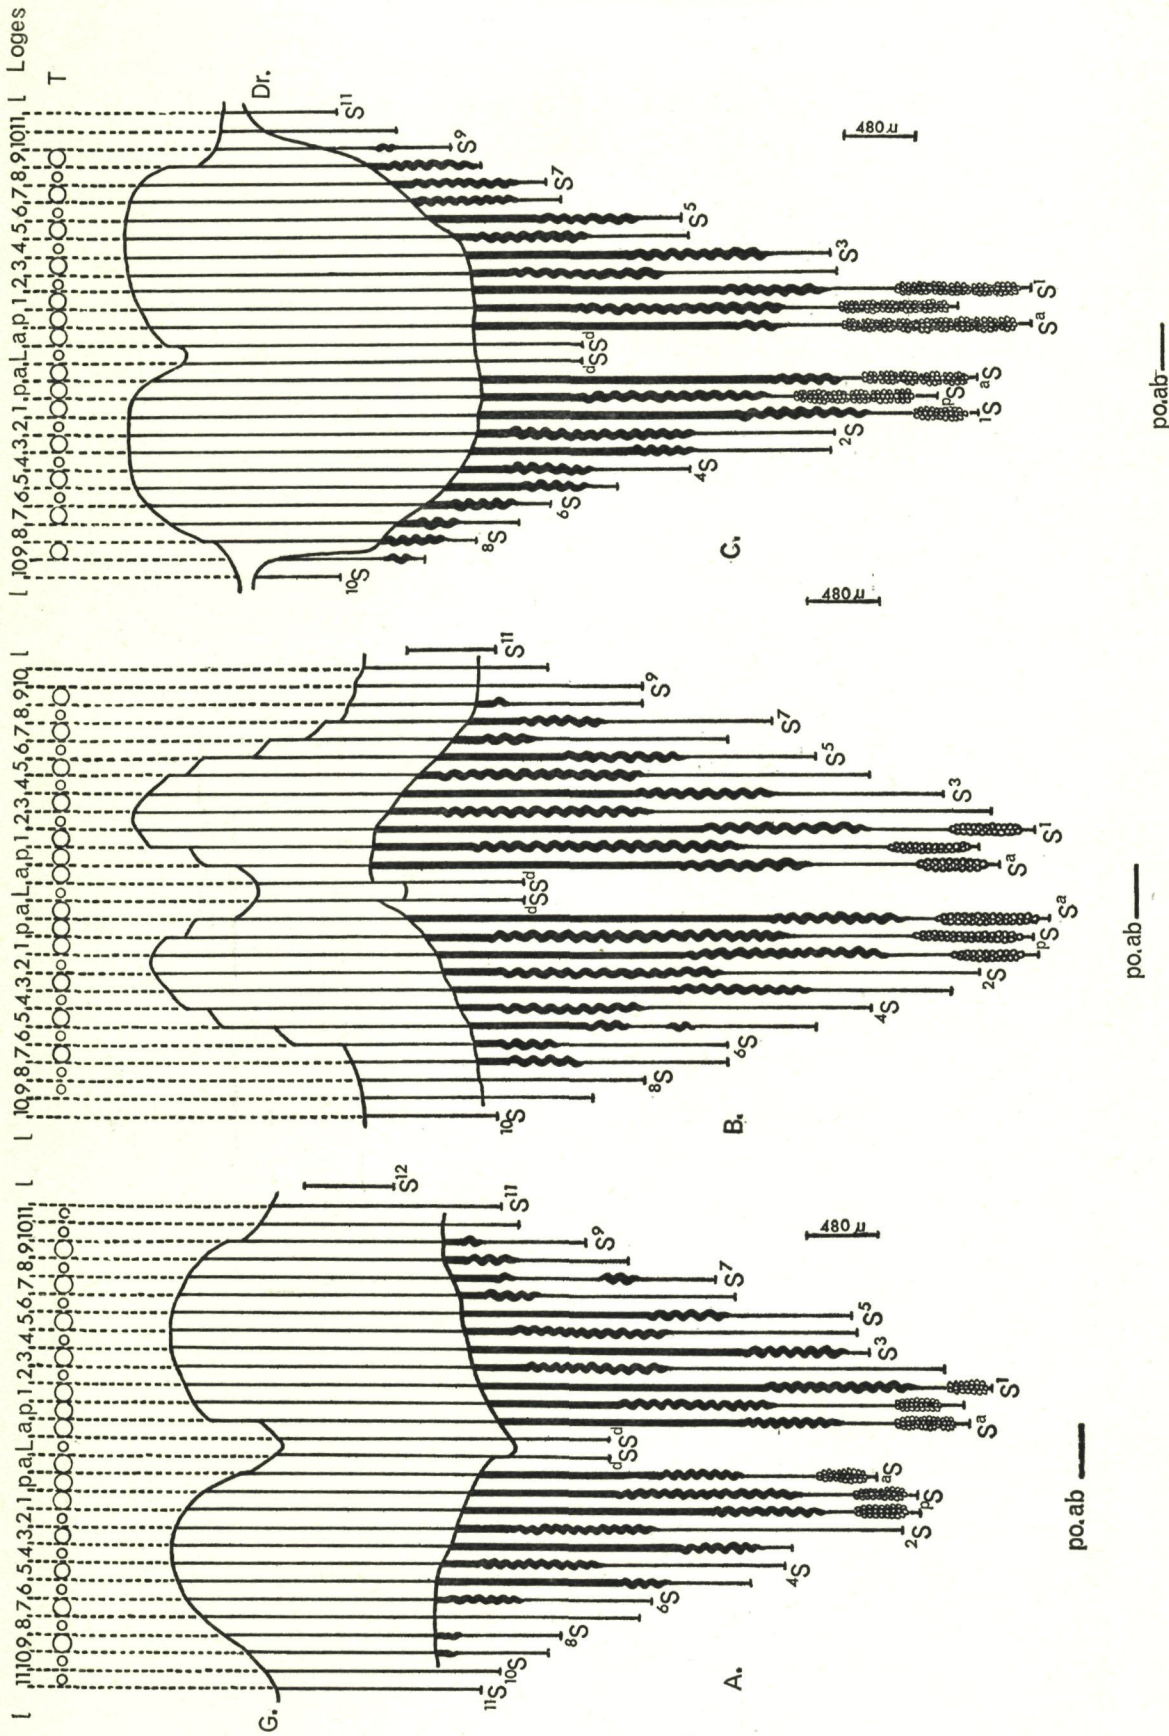 l 11,10,9,8,7,6,5,4,3,2,1,p,a,L,a,p,1,2,3,4,5,6,7,8,9,10,11, l
l 10,9,8,7,6,5,4,3,2,1,p,a,L,a,p,1,2,3,4,5,6,7,8,9,10 l
l 10,9,8,7,6,5,4,3,2,1,p,a,L,a,p,1,2,3,4,5,6,7,8,9,10,11, l Loges
T
G.
Dr.
¹¹S ¹⁰S ⁸S ⁶S ⁴S ²S ᵖS ᵃS ᵈSSᵈ Sᵃ S¹ S³ S⁵ S⁷ S⁹ S¹¹ S¹²
¹⁰S ⁸S ⁶S ⁴S ²S ᵖS Sᵃ ᵈSSᵈ Sᵃ S¹ S³ S⁵ S⁷ S⁹ S¹¹
¹⁰S ⁸S ⁶S ⁴S ²S ¹S ᵖS ᵃS ᵈSSᵈ Sᵃ S¹ S³ S⁵ S⁷ S⁹ S¹¹
A.
480 µ
B.
480 µ
C.
480 µ
po.ab
po.ab
po.ab